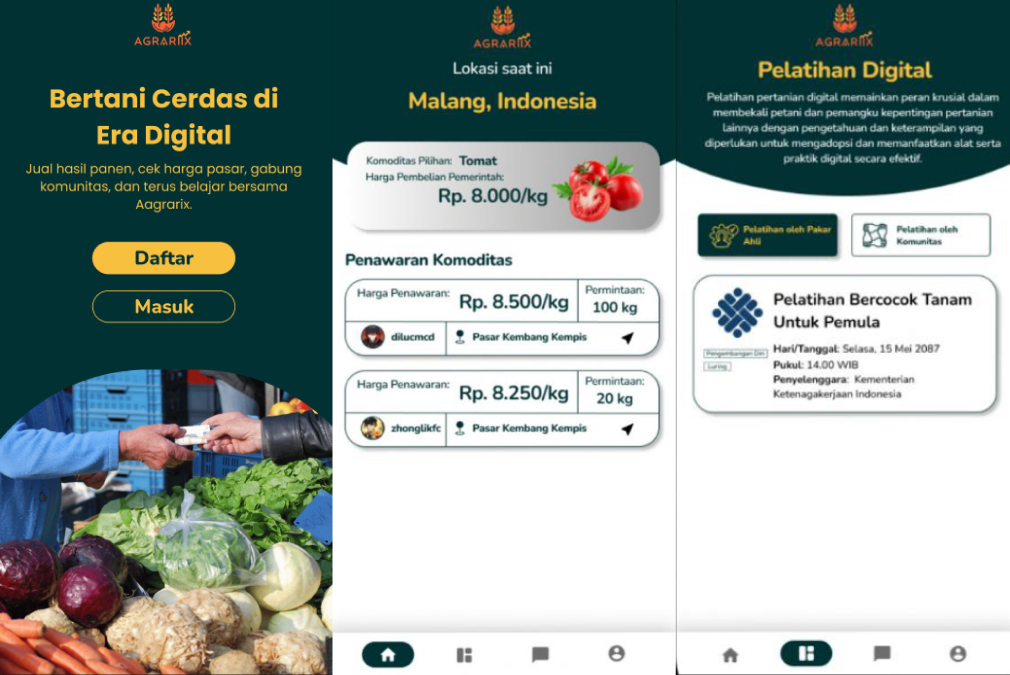 AGRARIIX
Bertani Cerdas di
Era Digital
Jual hasil panen, cek harga pasar, gabung
komunitas, dan terus belajar bersama
Aagrarix.
Daftar
Masuk
AGRARIIX
Lokasi saat ini
Malang, Indonesia
Komoditas Pilihan: Tomat
Harga Pembelian Pemerintah:
Rp. 8.000/kg
Penawaran Komoditas
Harga Penawaran: Rp. 8.500/kg
Permintaan:
100 kg
dilucmcd
Pasar Kembang Kempis
Harga Penawaran: Rp. 8.250/kg
Permintaan:
20 kg
zhonglikfc
Pasar Kembang Kempis
AGRARIIX
Pelatihan Digital
Pelatihan pertanian digital memainkan peran krusial dalam
membekali petani dan pemangku kepentingan pertanian
lainnya dengan pengetahuan dan keterampilan yang
diperlukan untuk mengadopsi dan memanfaatkan alat serta
praktik digital secara efektif.
Pelatihan oleh Pakar
Ahli
Pelatihan oleh
Komunitas
Pelatihan Bercocok Tanam
Untuk Pemula
Pengembangan Diri
Luring
Hari/Tanggal: Selasa, 15 Mei 2087
Pukul: 14.00 WIB
Penyelenggara: Kementerian
Ketenagakerjaan Indonesia